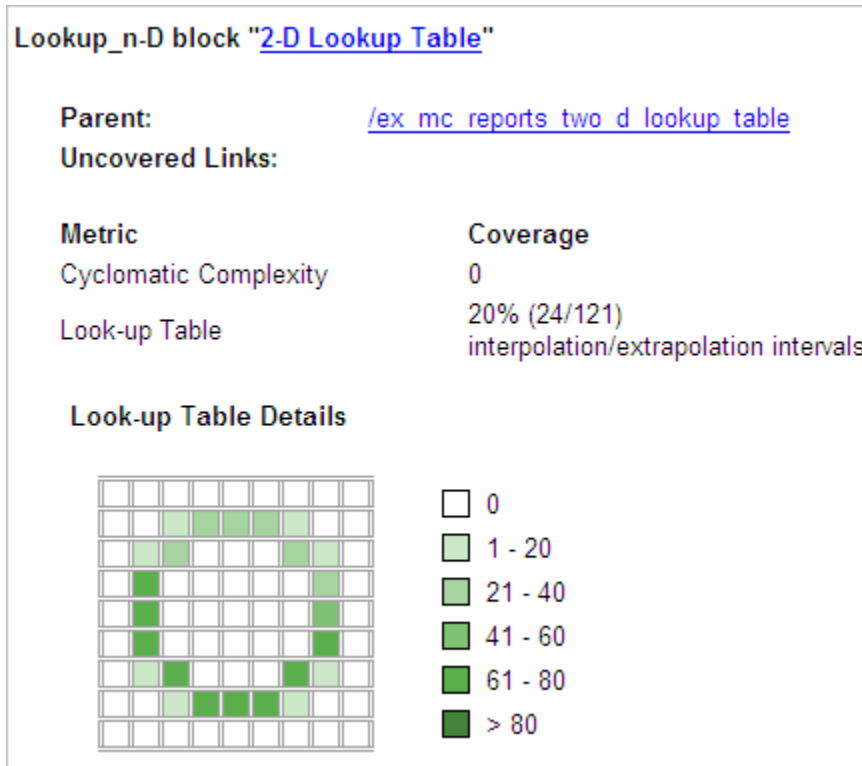 Lookup_n-D block "2-D Lookup Table"
Parent: /ex_mc_reports_two_d_lookup_table
Uncovered Links:
Metric Coverage
Cyclomatic Complexity 0
Look-up Table 20% (24/121)
interpolation/extrapolation intervals
Look-up Table Details
0
1 - 20
21 - 40
41 - 60
61 - 80
> 80